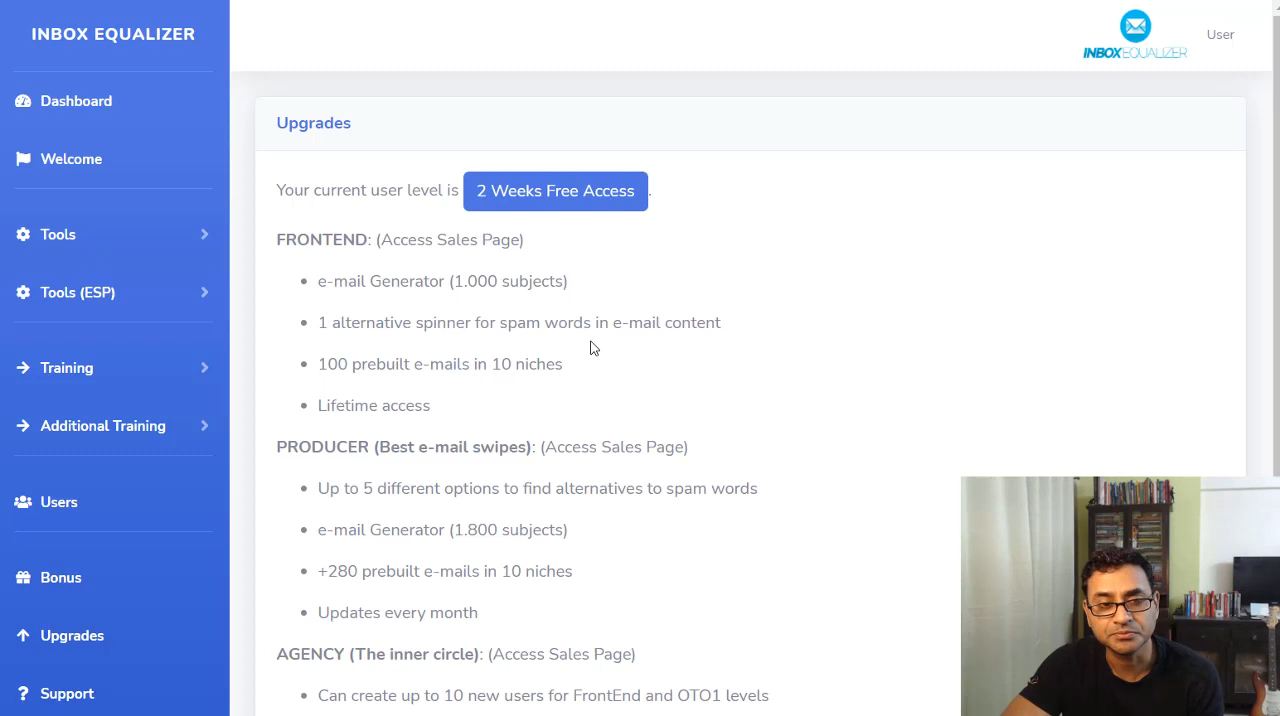 INBOX EQUALIZER
Dashboard
Welcome
Tools
Tools (ESP)
Training
Additional Training
Users
Bonus
Upgrades
Support
INBOX EQUALIZER
User
Upgrades
Your current user level is 2 Weeks Free Access .
FRONTEND: (Access Sales Page)
• e-mail Generator (1.000 subjects)
• 1 alternative spinner for spam words in e-mail content
• 100 prebuilt e-mails in 10 niches
• Lifetime access
PRODUCER (Best e-mail swipes): (Access Sales Page)
• Up to 5 different options to find alternatives to spam words
• e-mail Generator (1.800 subjects)
• +280 prebuilt e-mails in 10 niches
• Updates every month
AGENCY (The inner circle): (Access Sales Page)
• Can create up to 10 new users for FrontEnd and OTO1 levels